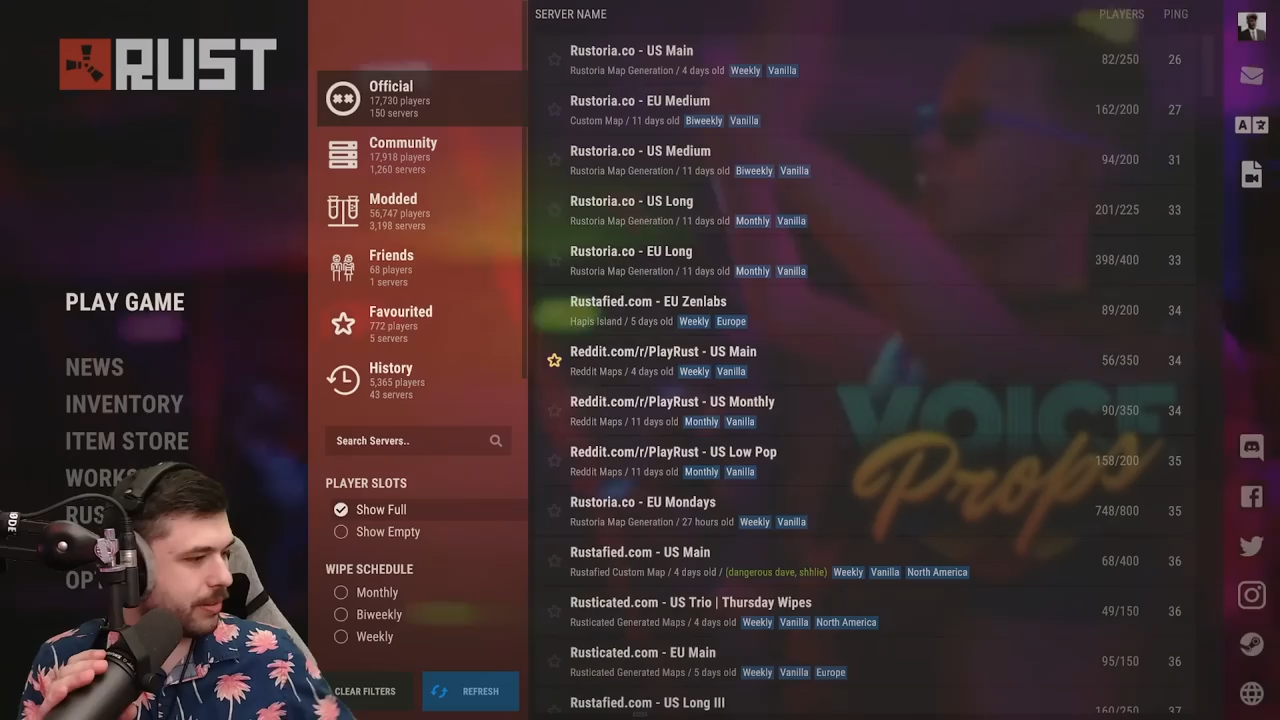 RUST
PLAY GAME
NEWS
INVENTORY
ITEM STORE
WORKS
RUS
OPT
Official
17,730 players
150 servers
Community
17,918 players
1,260 servers
Modded
56,747 players
3,198 servers
Friends
68 players
1 servers
Favourited
772 players
5 servers
History
5,365 players
43 servers
Search Servers..
PLAYER SLOTS
Show Full
Show Empty
WIPE SCHEDULE
Monthly
Biweekly
Weekly
CLEAR FILTERS REFRESH
SERVER NAME PLAYERS PING
Rustoria.co - US Main 82/250 26
Rustoria Map Generation / 4 days old Weekly Vanilla
Rustoria.co - EU Medium 162/200 27
Custom Map / 11 days old Biweekly Vanilla
Rustoria.co - US Medium 94/200 31
Rustoria Map Generation / 11 days old Biweekly Vanilla
Rustoria.co - US Long 201/225 33
Rustoria Map Generation / 11 days old Monthly Vanilla
Rustoria.co - EU Long 398/400 33
Rustoria Map Generation / 11 days old Monthly Vanilla
Rustafied.com - EU Zenlabs 89/200 34
Hapis Island / 5 days old Weekly Europe
Reddit.com/r/PlayRust - US Main 56/350 34
Reddit Maps / 4 days old Weekly Vanilla
Reddit.com/r/PlayRust - US Monthly 90/350 34
Reddit Maps / 11 days old Monthly Vanilla
Reddit.com/r/PlayRust - US Low Pop 158/200 35
Reddit Maps / 11 days old Monthly Vanilla
Rustoria.co - EU Mondays 748/800 35
Rustoria Map Generation / 27 hours old Weekly Vanilla
Rustafied.com - US Main 68/400 36
Rustafied Custom Map / 4 days old / (dangerous dave, shhlie) Weekly Vanilla North America
Rusticated.com - US Trio | Thursday Wipes 49/150 36
Rusticated Generated Maps / 4 days old Weekly Vanilla North America
Rusticated.com - EU Main 95/150 36
Rusticated Generated Maps / 5 days old Weekly Vanilla Europe
Rustafied.com - US Long III 160/250 37
VOICE
Props
A
RØDE